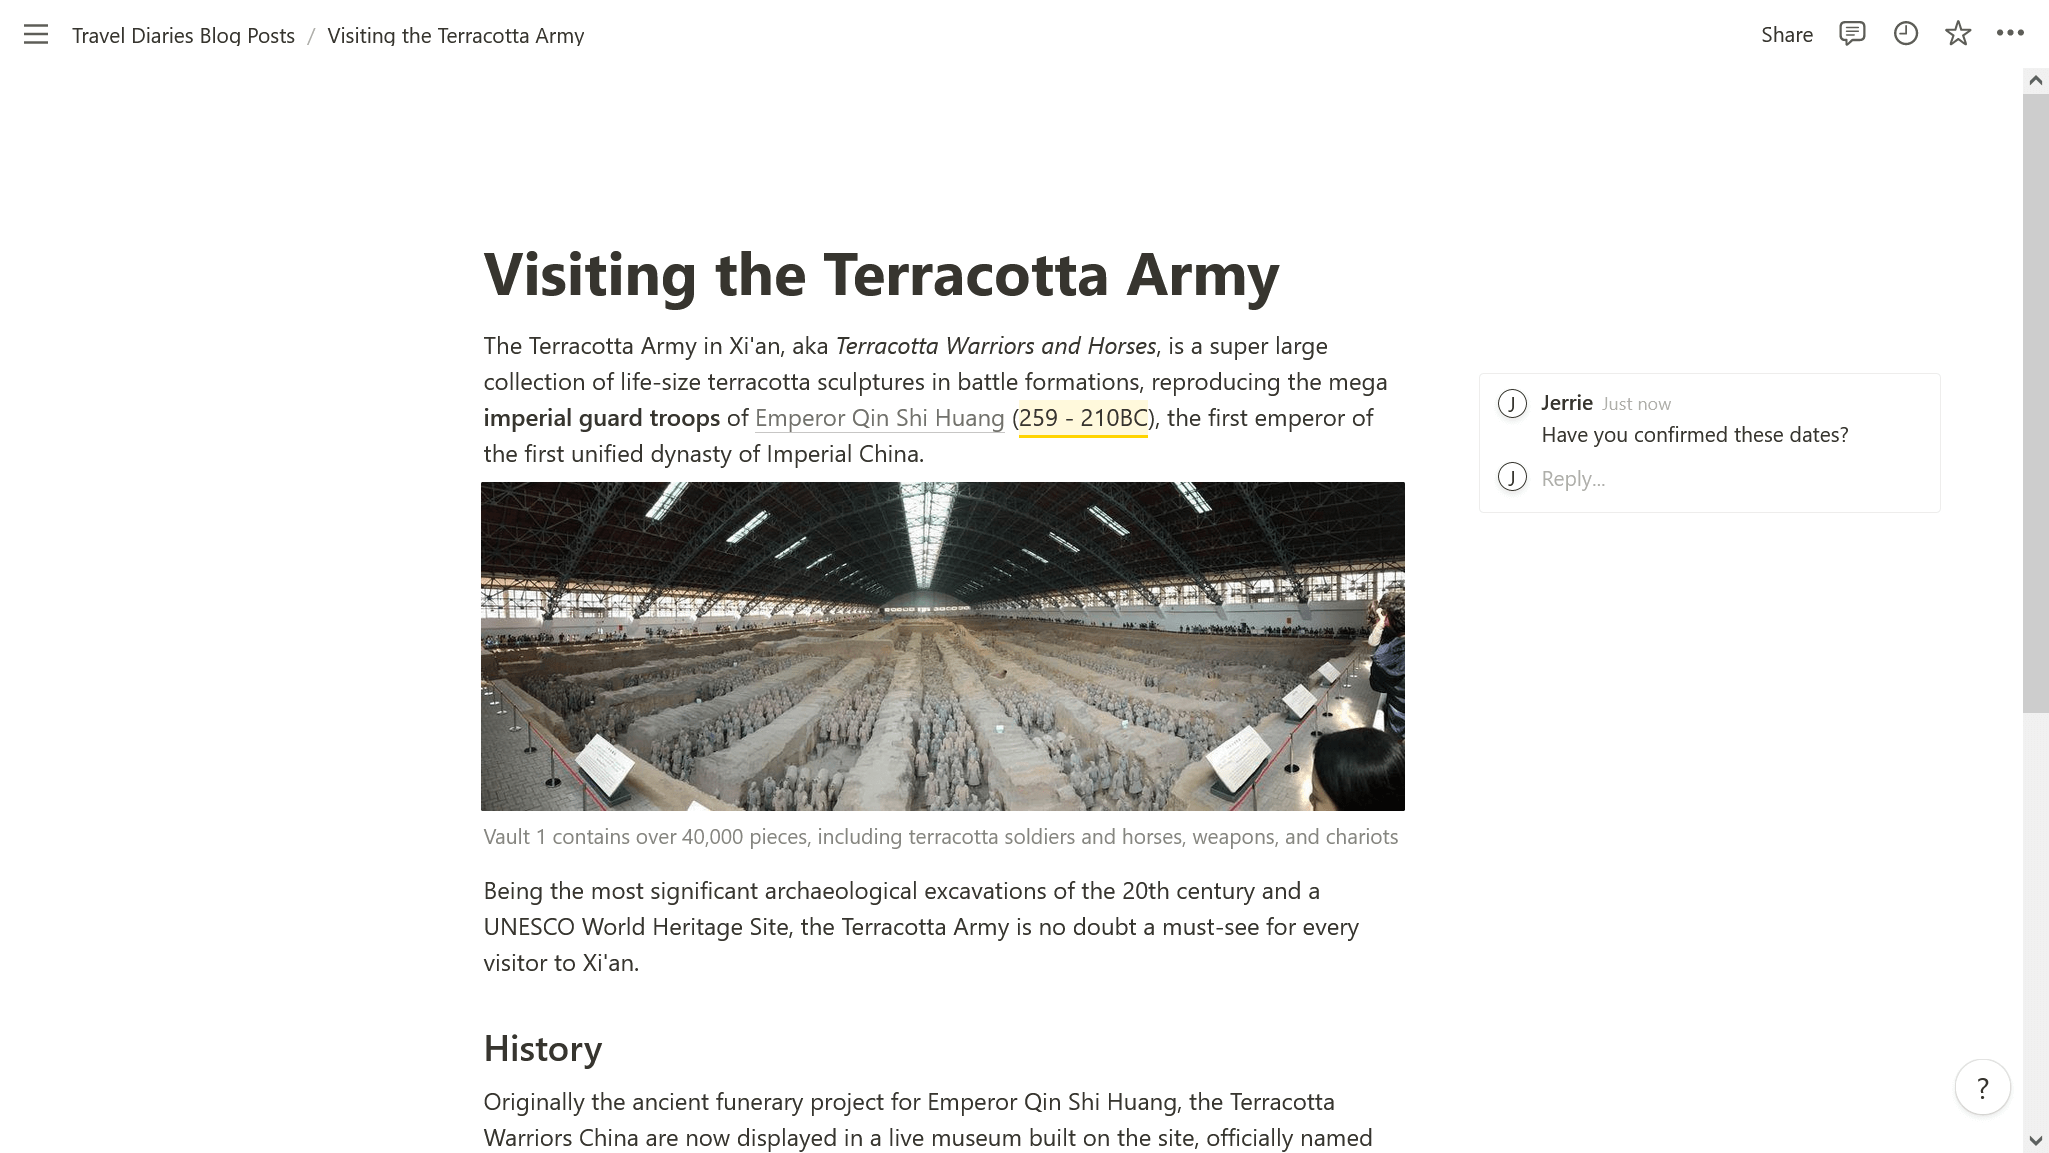 Travel Diaries Blog Posts / Visiting the Terracotta Army
Share
Visiting the Terracotta Army
The Terracotta Army in Xi'an, aka Terracotta Warriors and Horses, is a super large
collection of life-size terracotta sculptures in battle formations, reproducing the mega
imperial guard troops of Emperor Qin Shi Huang (259 - 210BC), the first emperor of
the first unified dynasty of Imperial China.
J Jerrie Just now
Have you confirmed these dates?
J Reply...
Vault 1 contains over 40,000 pieces, including terracotta soldiers and horses, weapons, and chariots
Being the most significant archaeological excavations of the 20th century and a
UNESCO World Heritage Site, the Terracotta Army is no doubt a must-see for every
visitor to Xi'an.
History
Originally the ancient funerary project for Emperor Qin Shi Huang, the Terracotta
Warriors China are now displayed in a live museum built on the site, officially named
?